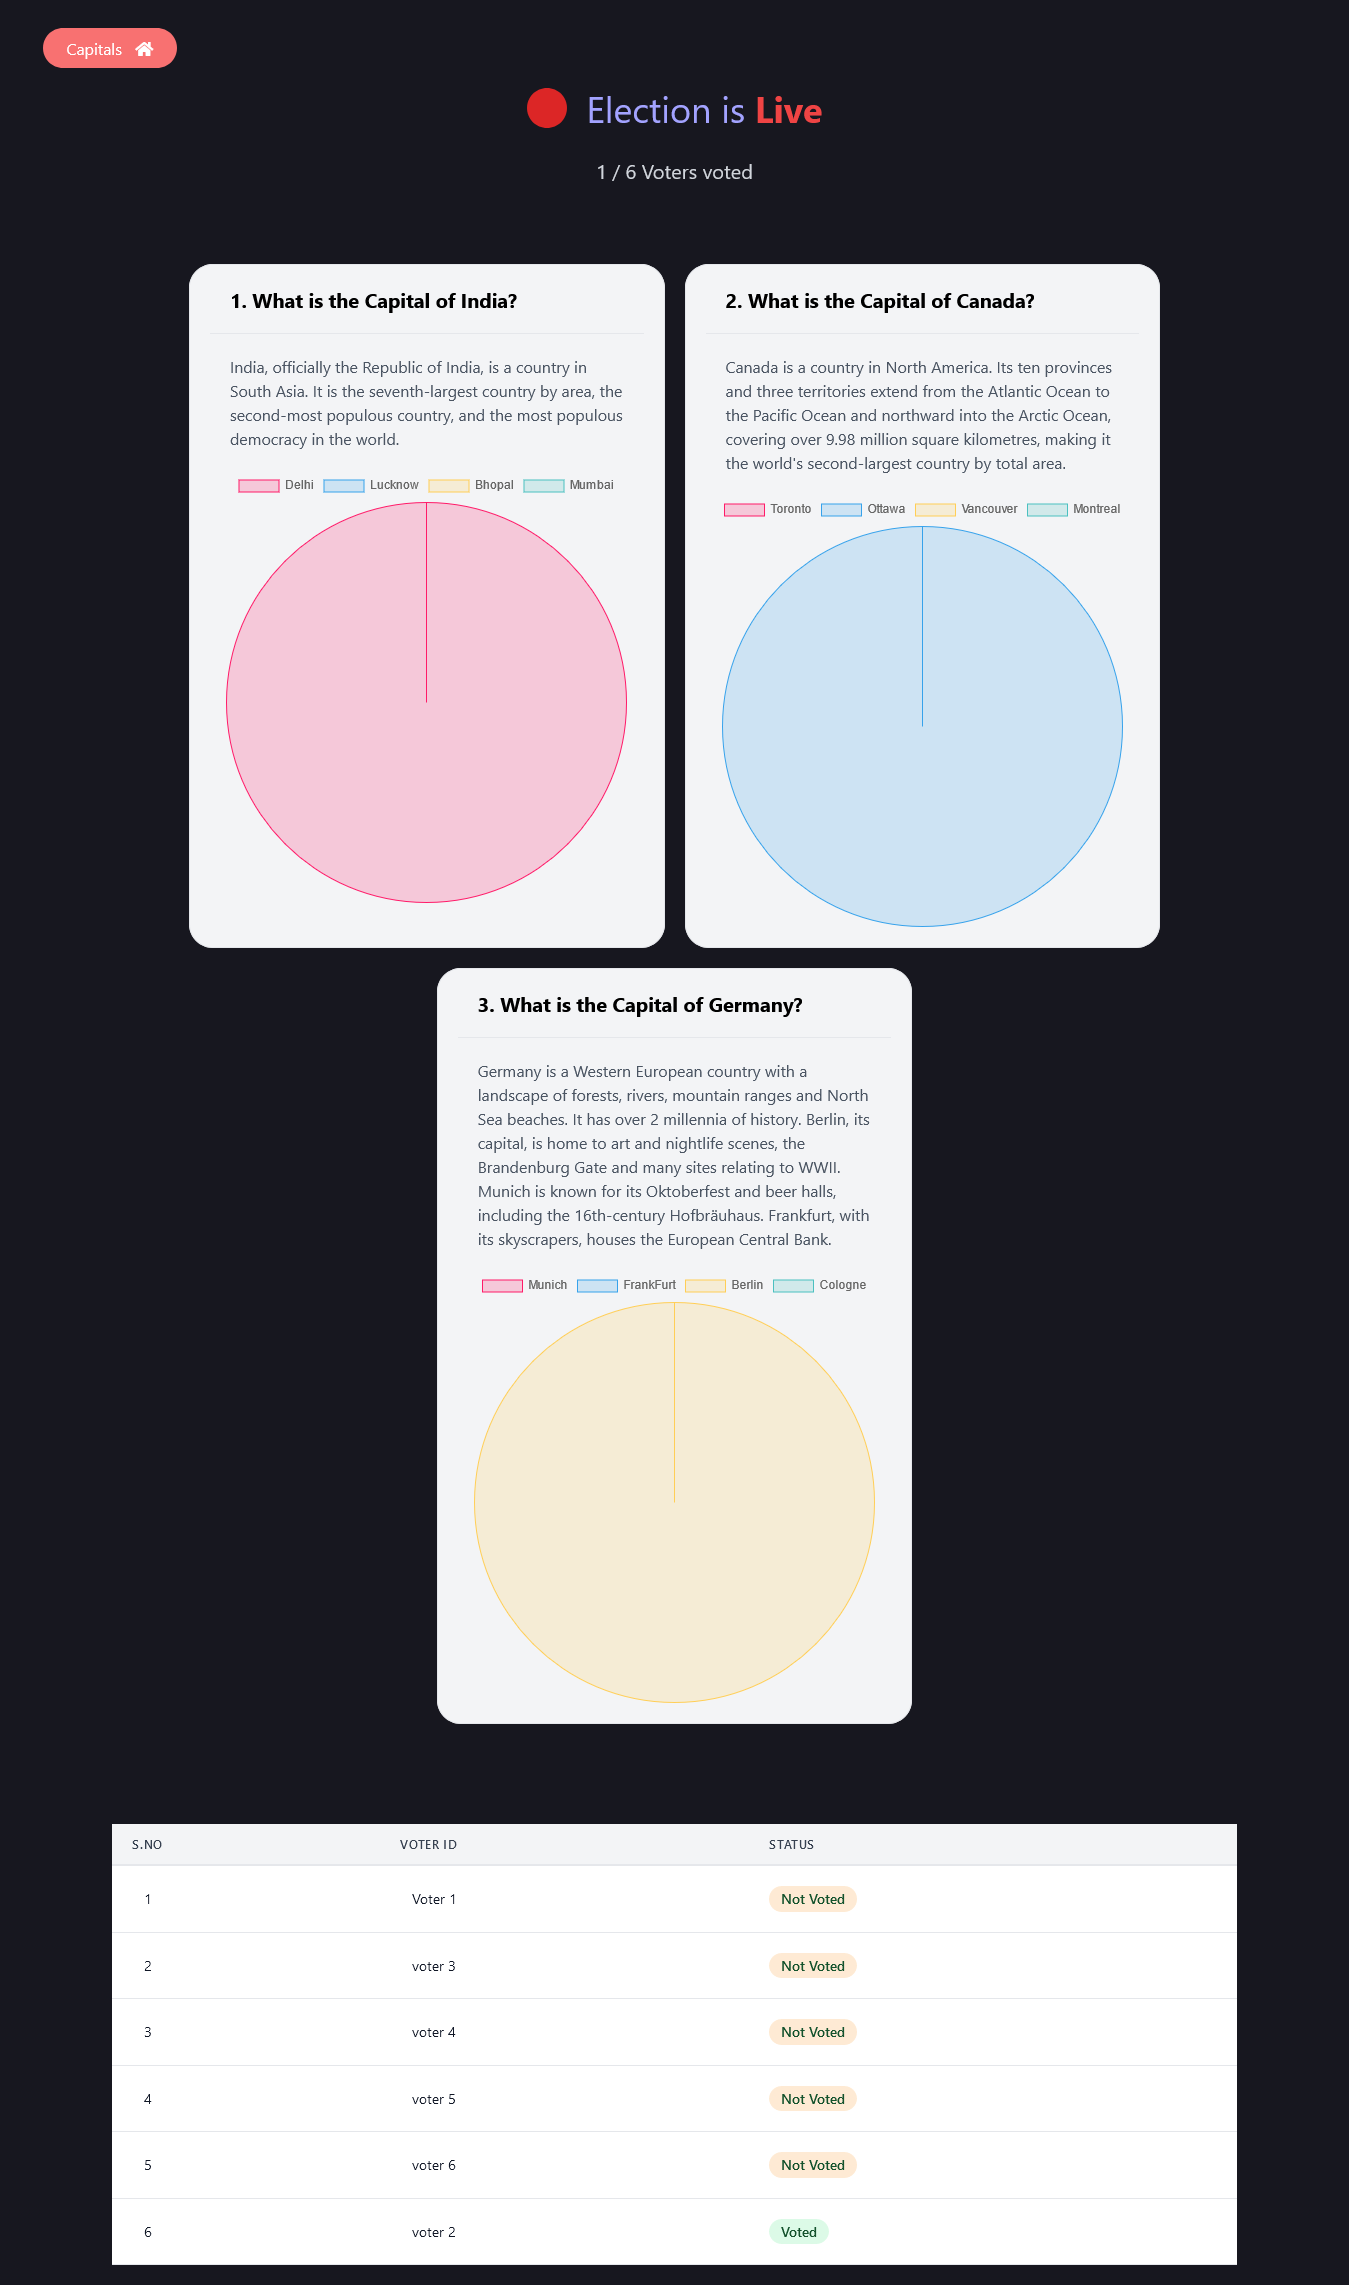 Capitals
Election is Live
1 / 6 Voters voted
1. What is the Capital of India?
India, officially the Republic of India, is a country in
South Asia. It is the seventh-largest country by area, the
second-most populous country, and the most populous
democracy in the world.
Delhi Lucknow Bhopal Mumbai
2. What is the Capital of Canada?
Canada is a country in North America. Its ten provinces
and three territories extend from the Atlantic Ocean to
the Pacific Ocean and northward into the Arctic Ocean,
covering over 9.98 million square kilometres, making it
the world's second-largest country by total area.
Toronto Ottawa Vancouver Montreal
3. What is the Capital of Germany?
Germany is a Western European country with a
landscape of forests, rivers, mountain ranges and North
Sea beaches. It has over 2 millennia of history. Berlin, its
capital, is home to art and nightlife scenes, the
Brandenburg Gate and many sites relating to WWII.
Munich is known for its Oktoberfest and beer halls,
including the 16th-century Hofbräuhaus. Frankfurt, with
its skyscrapers, houses the European Central Bank.
Munich FrankFurt Berlin Cologne
S.NO VOTER ID STATUS
1 Voter 1 Not Voted
2 voter 3 Not Voted
3 voter 4 Not Voted
4 voter 5 Not Voted
5 voter 6 Not Voted
6 voter 2 Voted